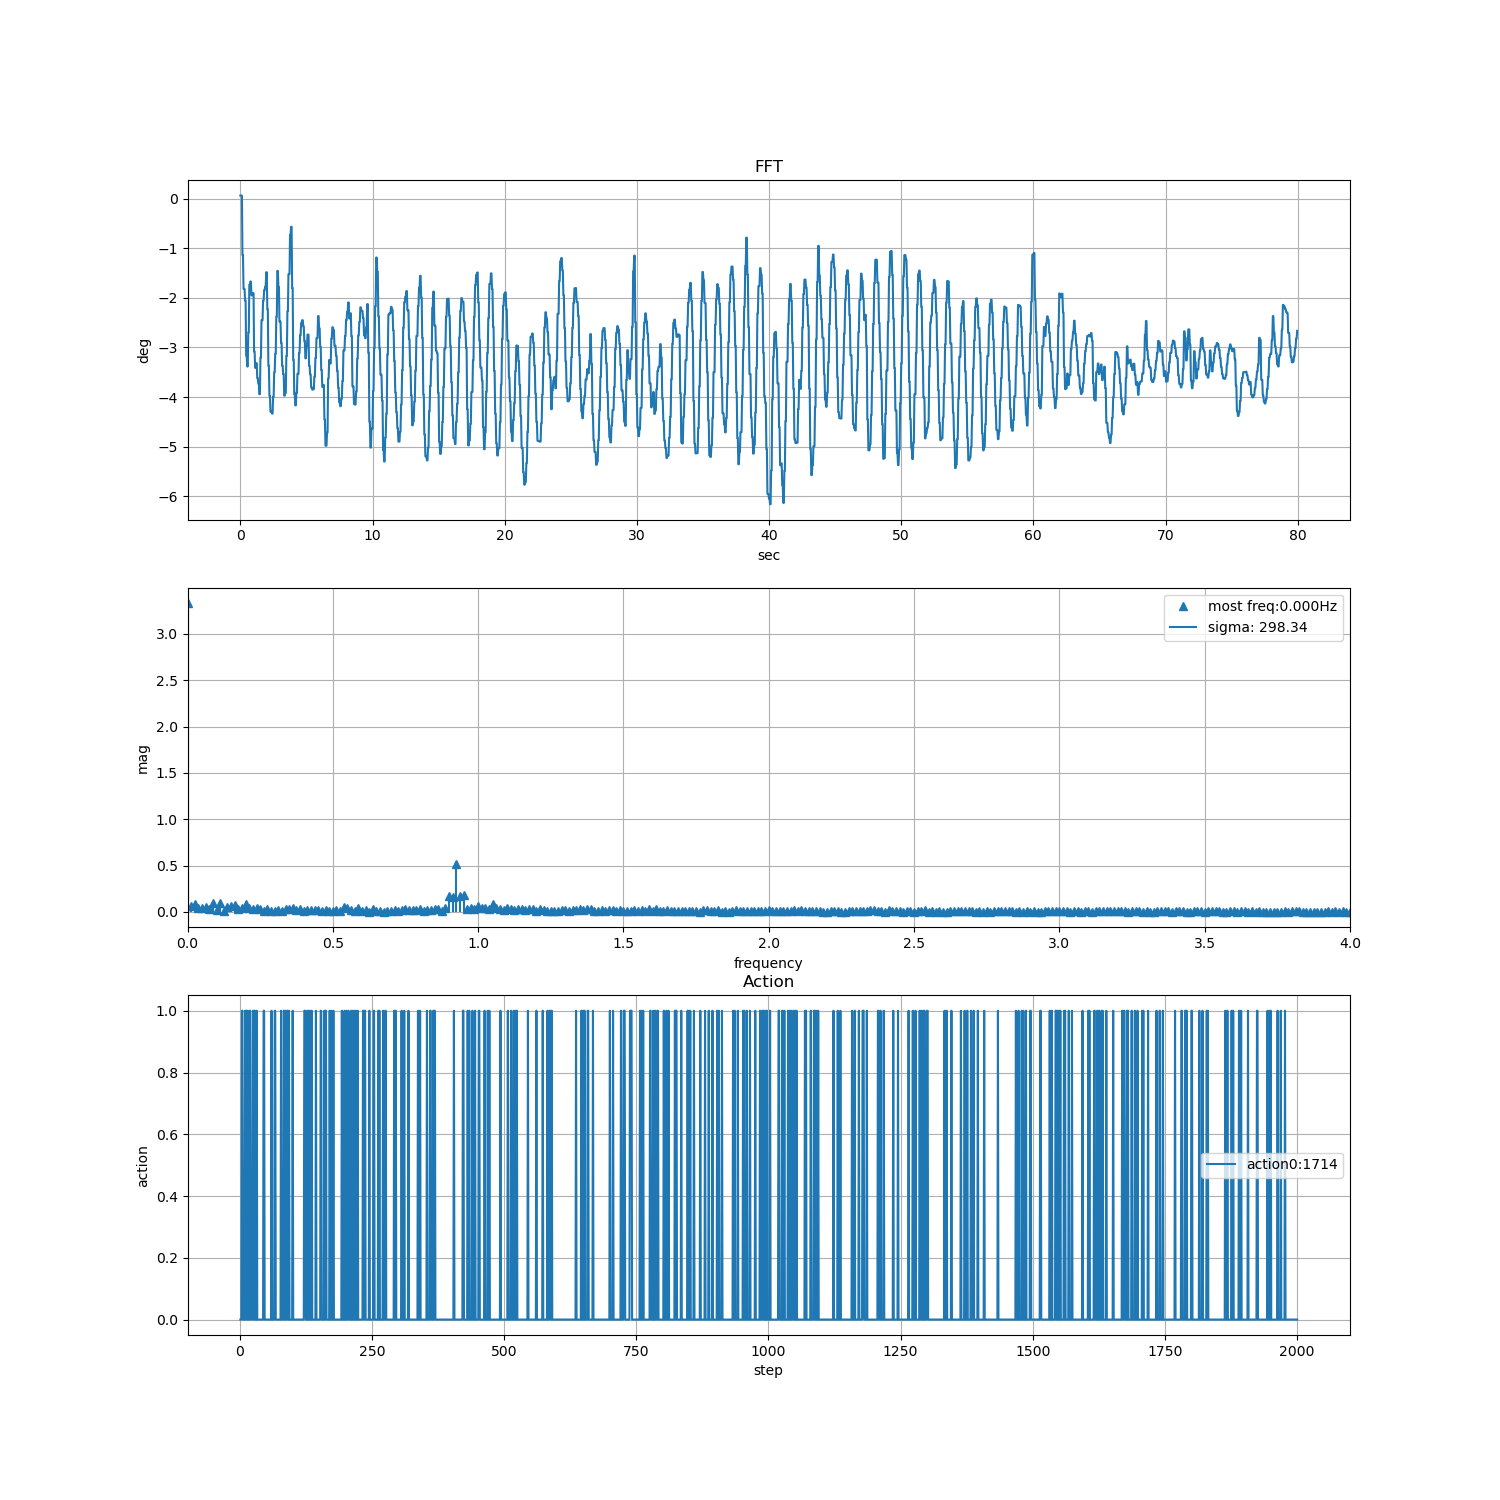 FFT
0
−1
−2
−3
−4
−5
−6
deg
0 10 20 30 40 50 60 70 80
sec
most freq:0.000Hz
sigma: 298.34
3.0
2.5
2.0
1.5
1.0
0.5
0.0
mag
0.0 0.5 1.0 1.5 2.0 2.5 3.0 3.5 4.0
frequency
Action
1.0
0.8
0.6
0.4
0.2
0.0
action
action0:1714
0 250 500 750 1000 1250 1500 1750 2000
step